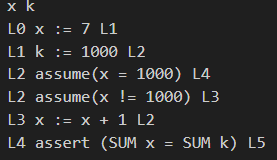 x k
L0 x := 7 L1
L1 k := 1000 L2
L2 assume(x = 1000) L4
L2 assume(x != 1000) L3
L3 x := x + 1 L2
L4 assert (SUM x = SUM k) L5